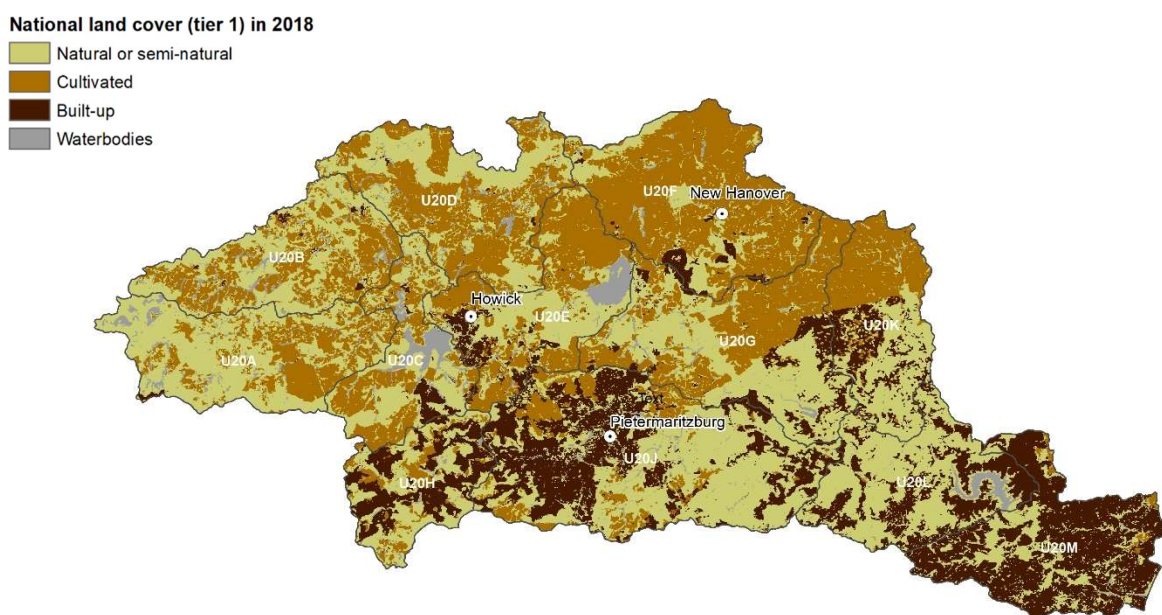 National land cover (tier 1) in 2018
Natural or semi-natural
Cultivated
Built-up
Waterbodies
U20F
New Hanover
U20D
U20B
Howick
U20E
U20K
U20G
U20A
U20C
Text
Pietermaritzburg
U20J
U20H
U20L
U20M